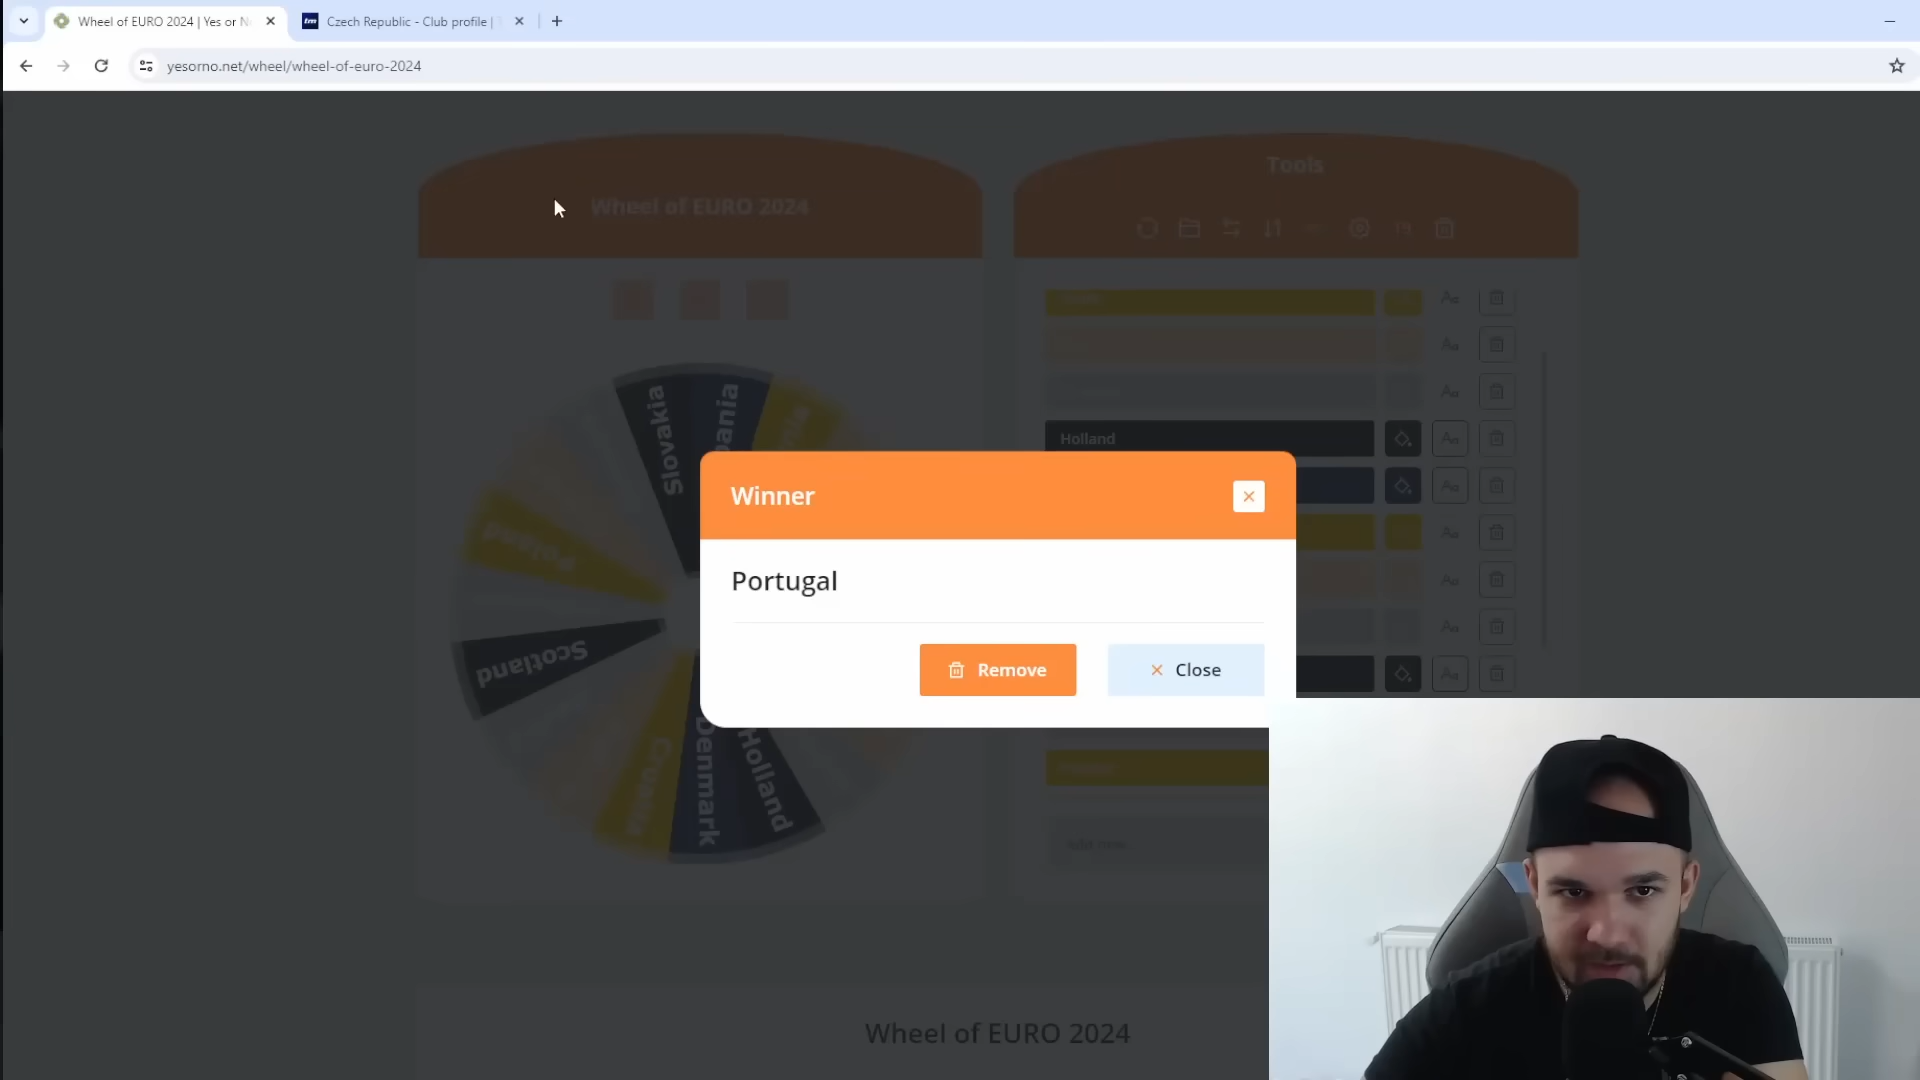 Wheel of EURO 2024 | Yes or N
Czech Republic - Club profile |
yesorno.net/wheel/wheel-of-euro-2024
Wheel of EURO 2024
Tools
Slovakia
Poland
Scotland
Denmark
Holland
Holland
Winner
Portugal
Remove
Close
Wheel of EURO 2024